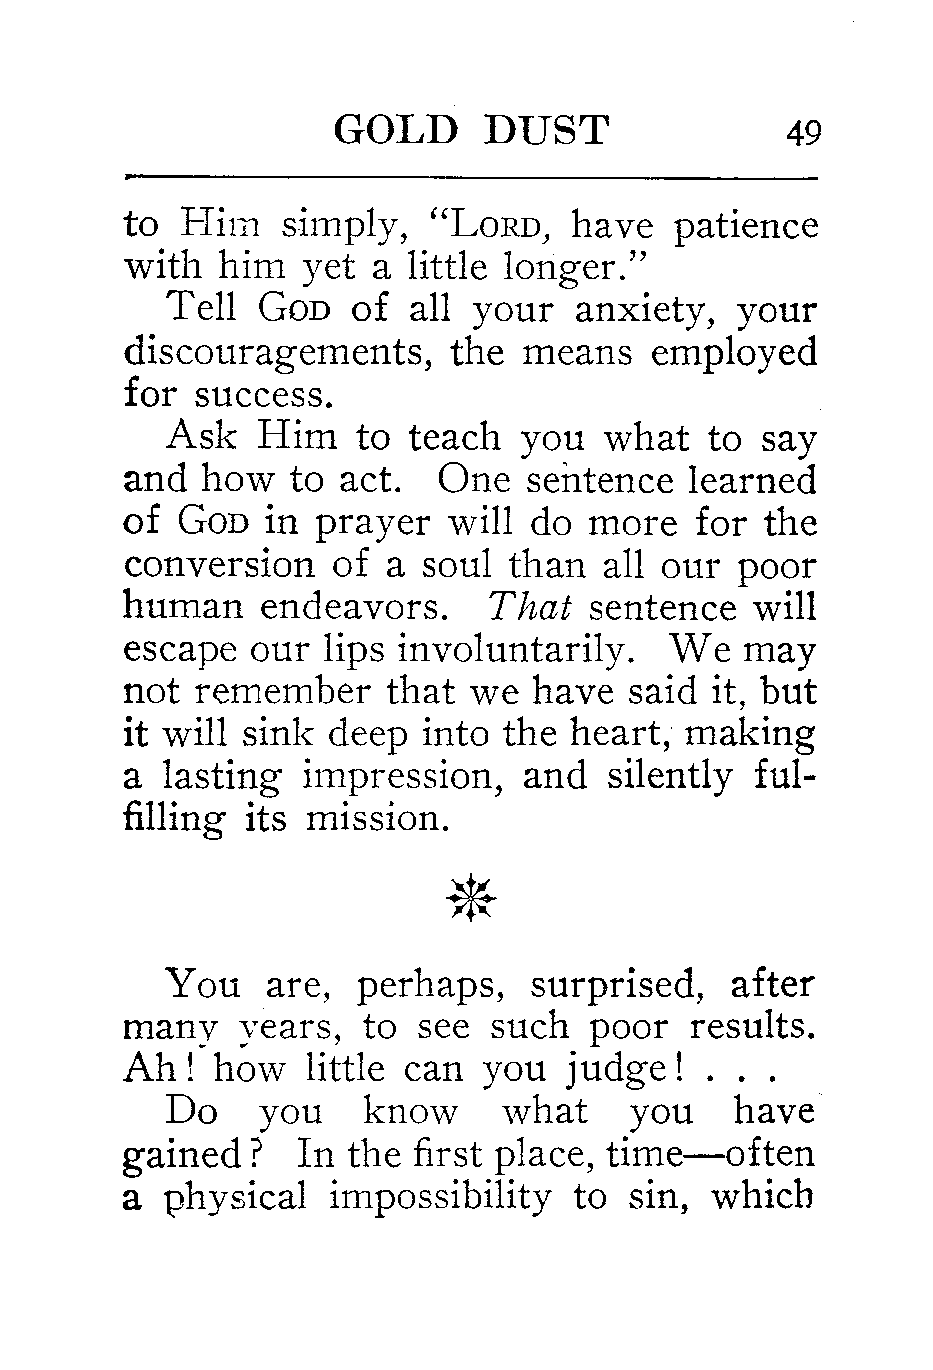 GOLD DUST 49
to Him simply, “LORD, have patience
with him yet a little longer.”
Tell GOD of all your anxiety, your
discouragements, the means employed
for success.
Ask Him to teach you what to say
and how to act. One sentence learned
of GOD in prayer will do more for the
conversion of a soul than all our poor
human endeavors. That sentence will
escape our lips involuntarily. We may
not remember that we have said it, but
it will sink deep into the heart, making
a lasting impression, and silently ful-
filling its mission.
You are, perhaps, surprised, after
many years, to see such poor results.
Ah! how little can you judge! . . .
Do you know what you have
gained? In the first place, time—often
a physical impossibility to sin, which